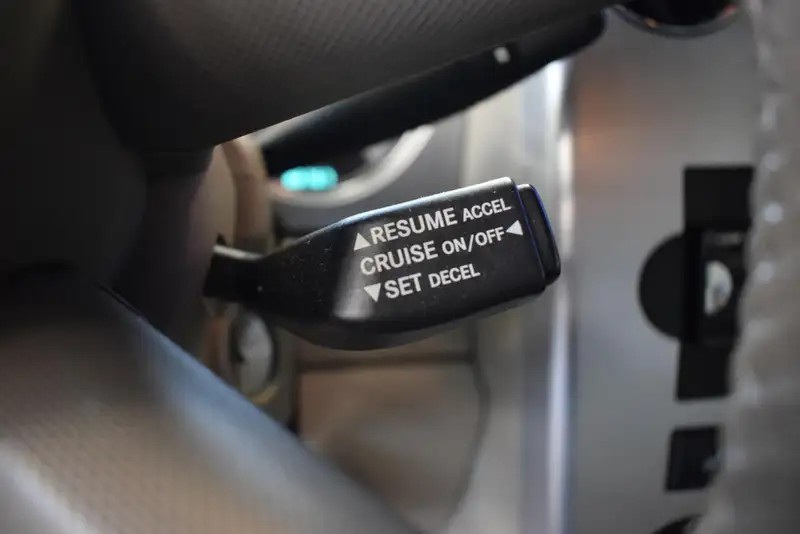 ▲RESUME ACCEL
CRUISE ON/OFF◀
▼SET DECEL